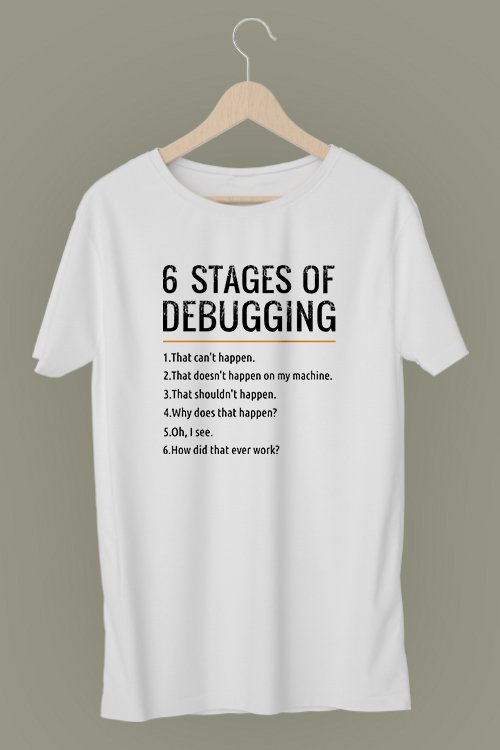 6 STAGES OF
DEBUGGING
1.That can't happen.
2.That doesn't happen on my machine.
3.That shouldn't happen.
4.Why does that happen?
5.Oh, I see.
6.How did that ever work?